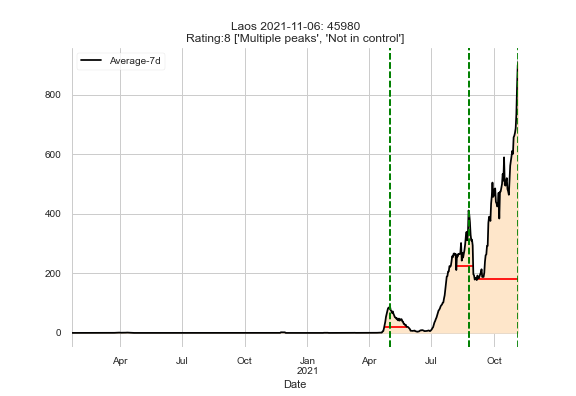 Laos 2021-11-06: 45980
Rating:8 ['Multiple peaks', 'Not in control']
Average-7d
800
600
400
200
0
Apr Jul Oct Jan Apr Jul Oct
2021
Date